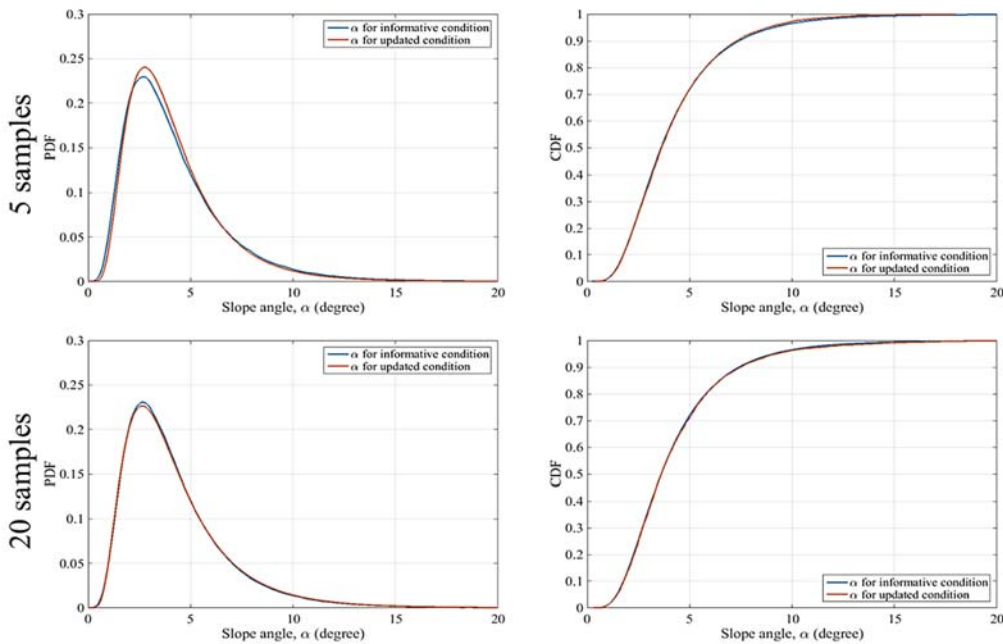 5 samples
PDF
0.3
0.25
0.2
0.15
0.1
0.05
0
α for informative condition
α for updated condition
0 5 10 15 20
Slope angle, α (degree)
CDF
1
0.9
0.8
0.7
0.6
0.5
0.4
0.3
0.2
0.1
0
α for informative condition
α for updated condition
0 5 10 15 20
Slope angle, α (degree)
20 samples
PDF
0.3
0.25
0.2
0.15
0.1
0.05
0
α for informative condition
α for updated condition
0 5 10 15 20
Slope angle, α (degree)
CDF
1
0.9
0.8
0.7
0.6
0.5
0.4
0.3
0.2
0.1
0
α for informative condition
α for updated condition
0 5 10 15 20
Slope angle, α (degree)